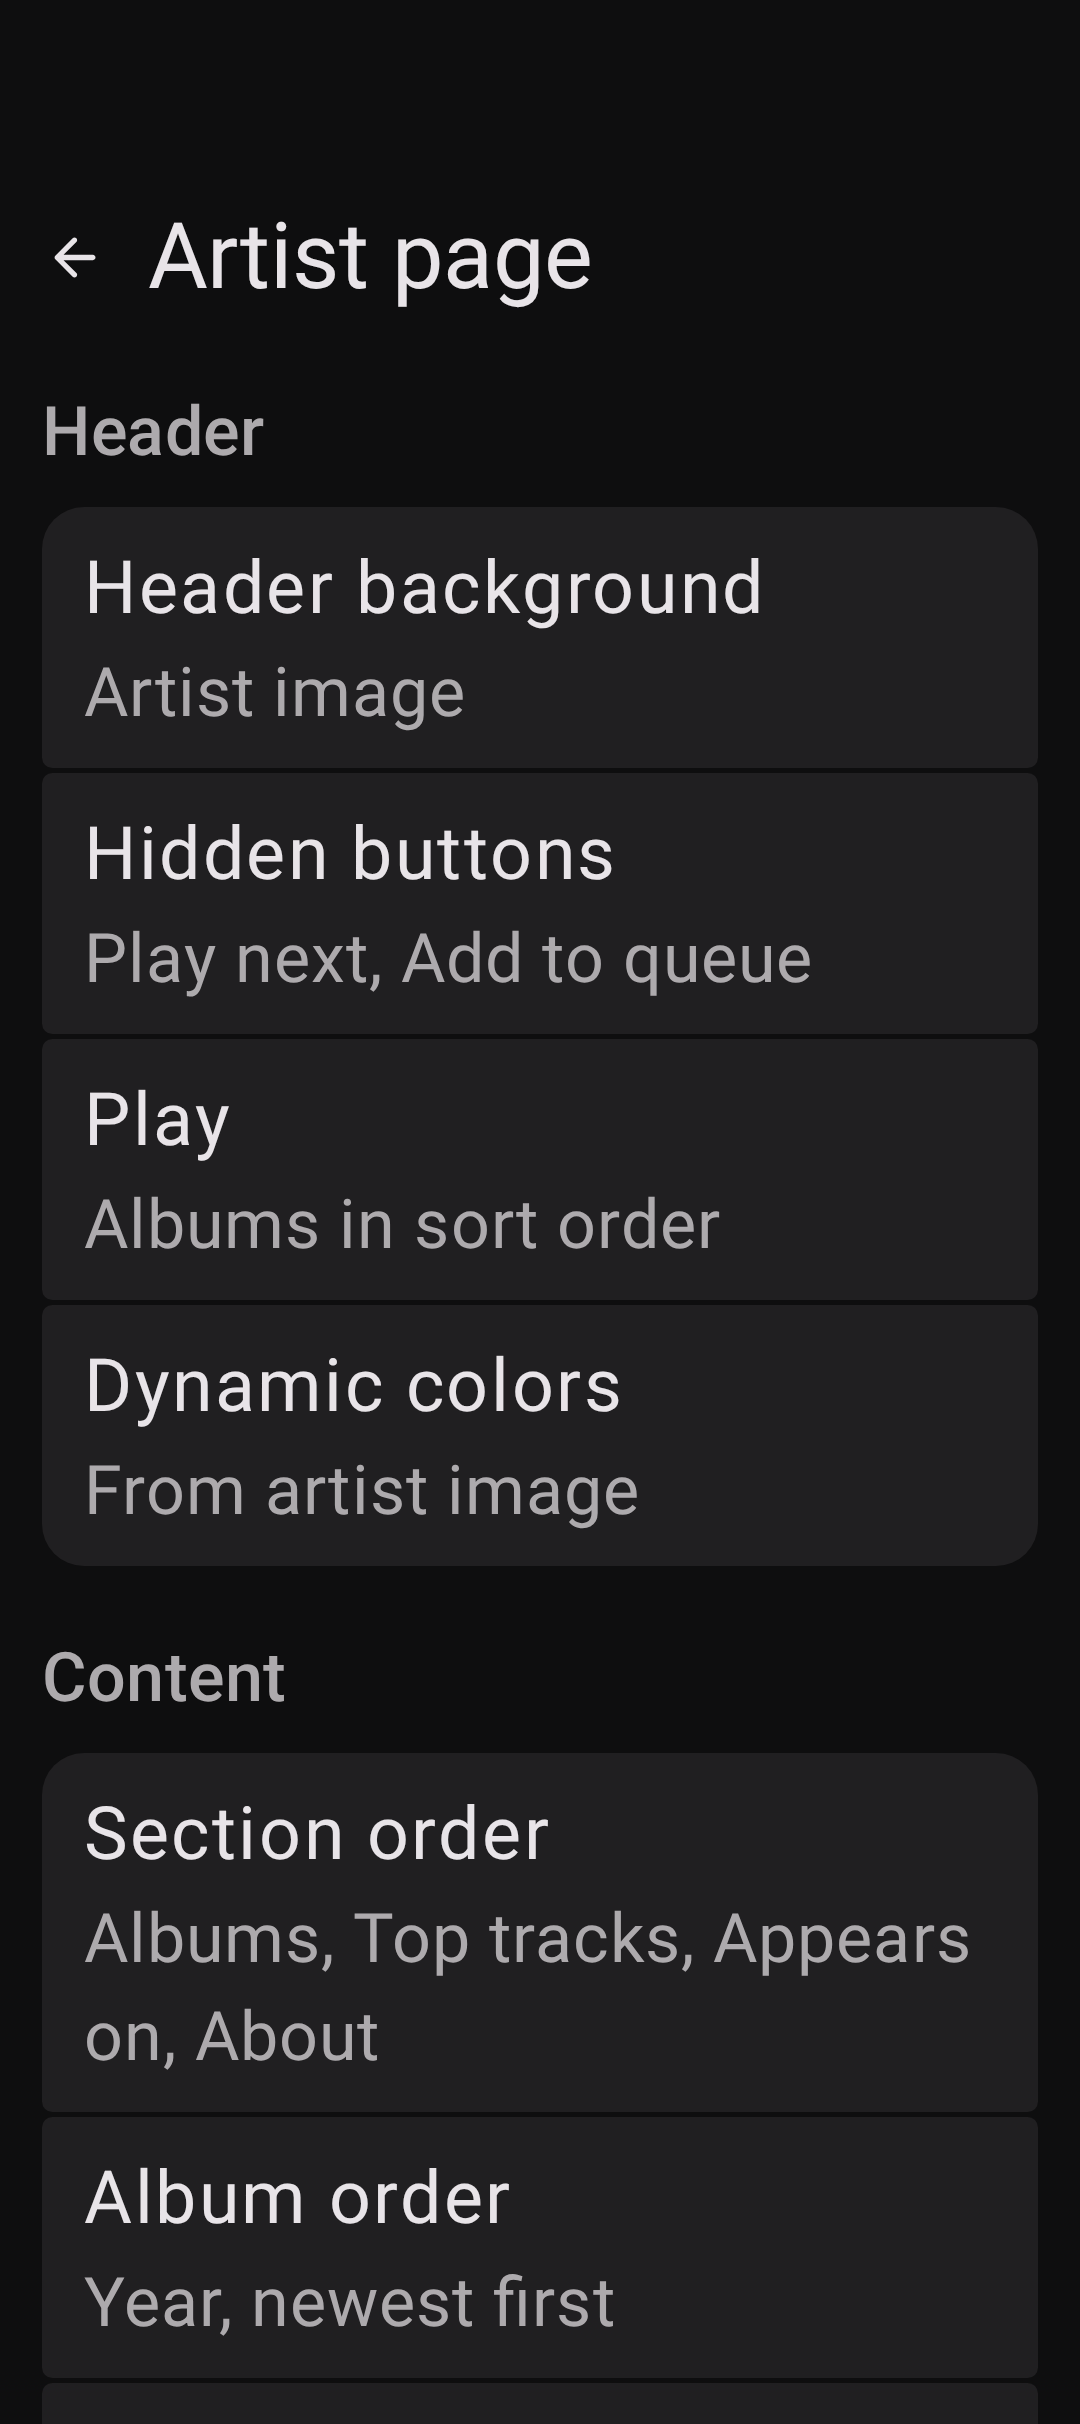 Artist page
Header
Header background
Artist image
Hidden buttons
Play next, Add to queue
Play
Albums in sort order
Dynamic colors
From artist image
Content
Section order
Albums, Top tracks, Appears
on, About
Album order
Year, newest first